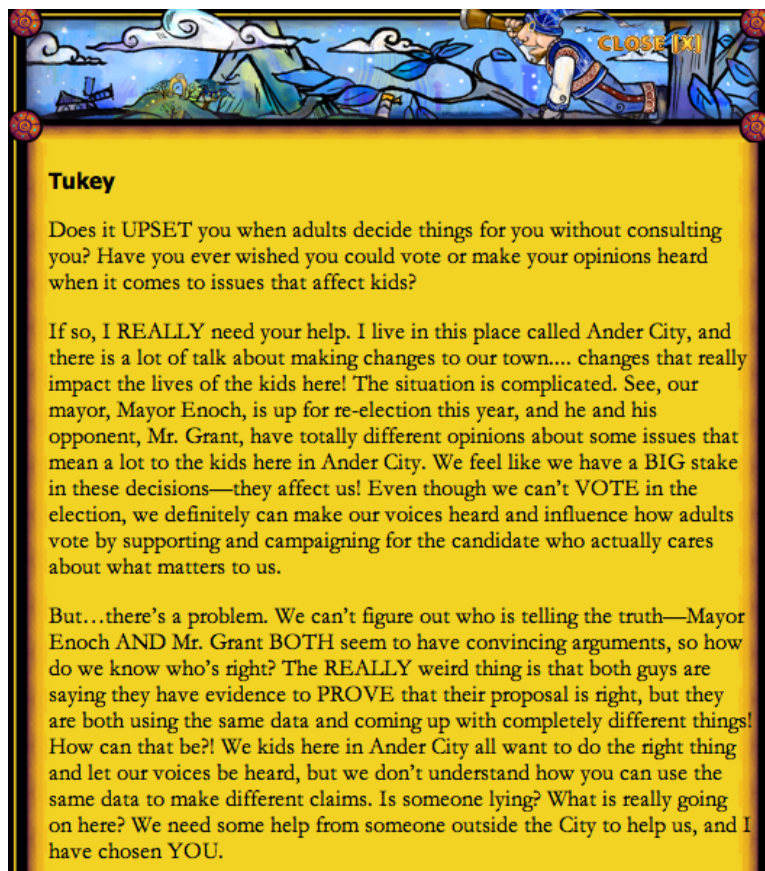 CLOSE [X]
Tukey
Does it UPSET you when adults decide things for you without consulting
you? Have you ever wished you could vote or make your opinions heard
when it comes to issues that affect kids?
If so, I REALLY need your help. I live in this place called Ander City, and
there is a lot of talk about making changes to our town.... changes that really
impact the lives of the kids here! The situation is complicated. See, our
mayor, Mayor Enoch, is up for re-election this year, and he and his
opponent, Mr. Grant, have totally different opinions about some issues that
mean a lot to the kids here in Ander City. We feel like we have a BIG stake
in these decisions—they affect us! Even though we can’t VOTE in the
election, we definitely can make our voices heard and influence how adults
vote by supporting and campaigning for the candidate who actually cares
about what matters to us.
But…there’s a problem. We can’t figure out who is telling the truth—Mayor
Enoch AND Mr. Grant BOTH seem to have convincing arguments, so how
do we know who’s right? The REALLY weird thing is that both guys are
saying they have evidence to PROVE that their proposal is right, but they
are both using the same data and coming up with completely different things!
How can that be?! We kids here in Ander City all want to do the right thing
and let our voices be heard, but we don’t understand how you can use the
same data to make different claims. Is someone lying? What is really going
on here? We need some help from someone outside the City to help us, and I
have chosen YOU.